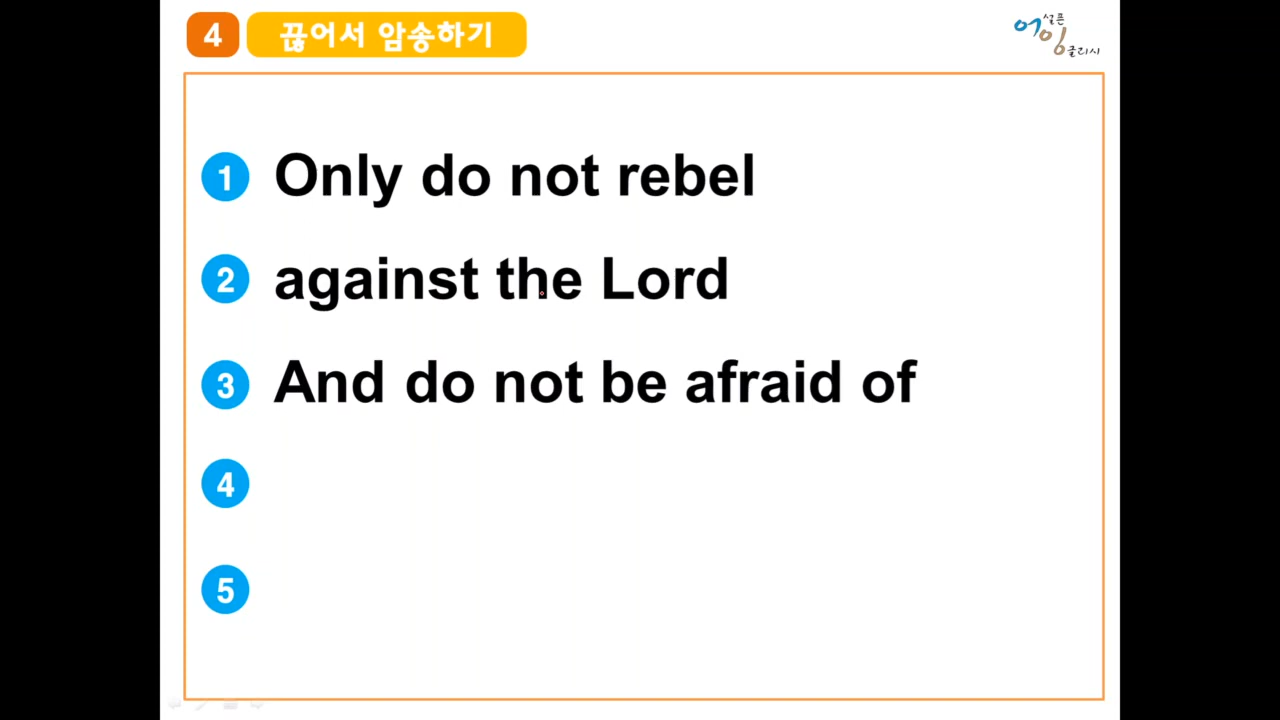 4 끊어서 암송하기
어설픈
잉글리시
1 Only do not rebel
2 against the Lord
3 And do not be afraid of
4
5